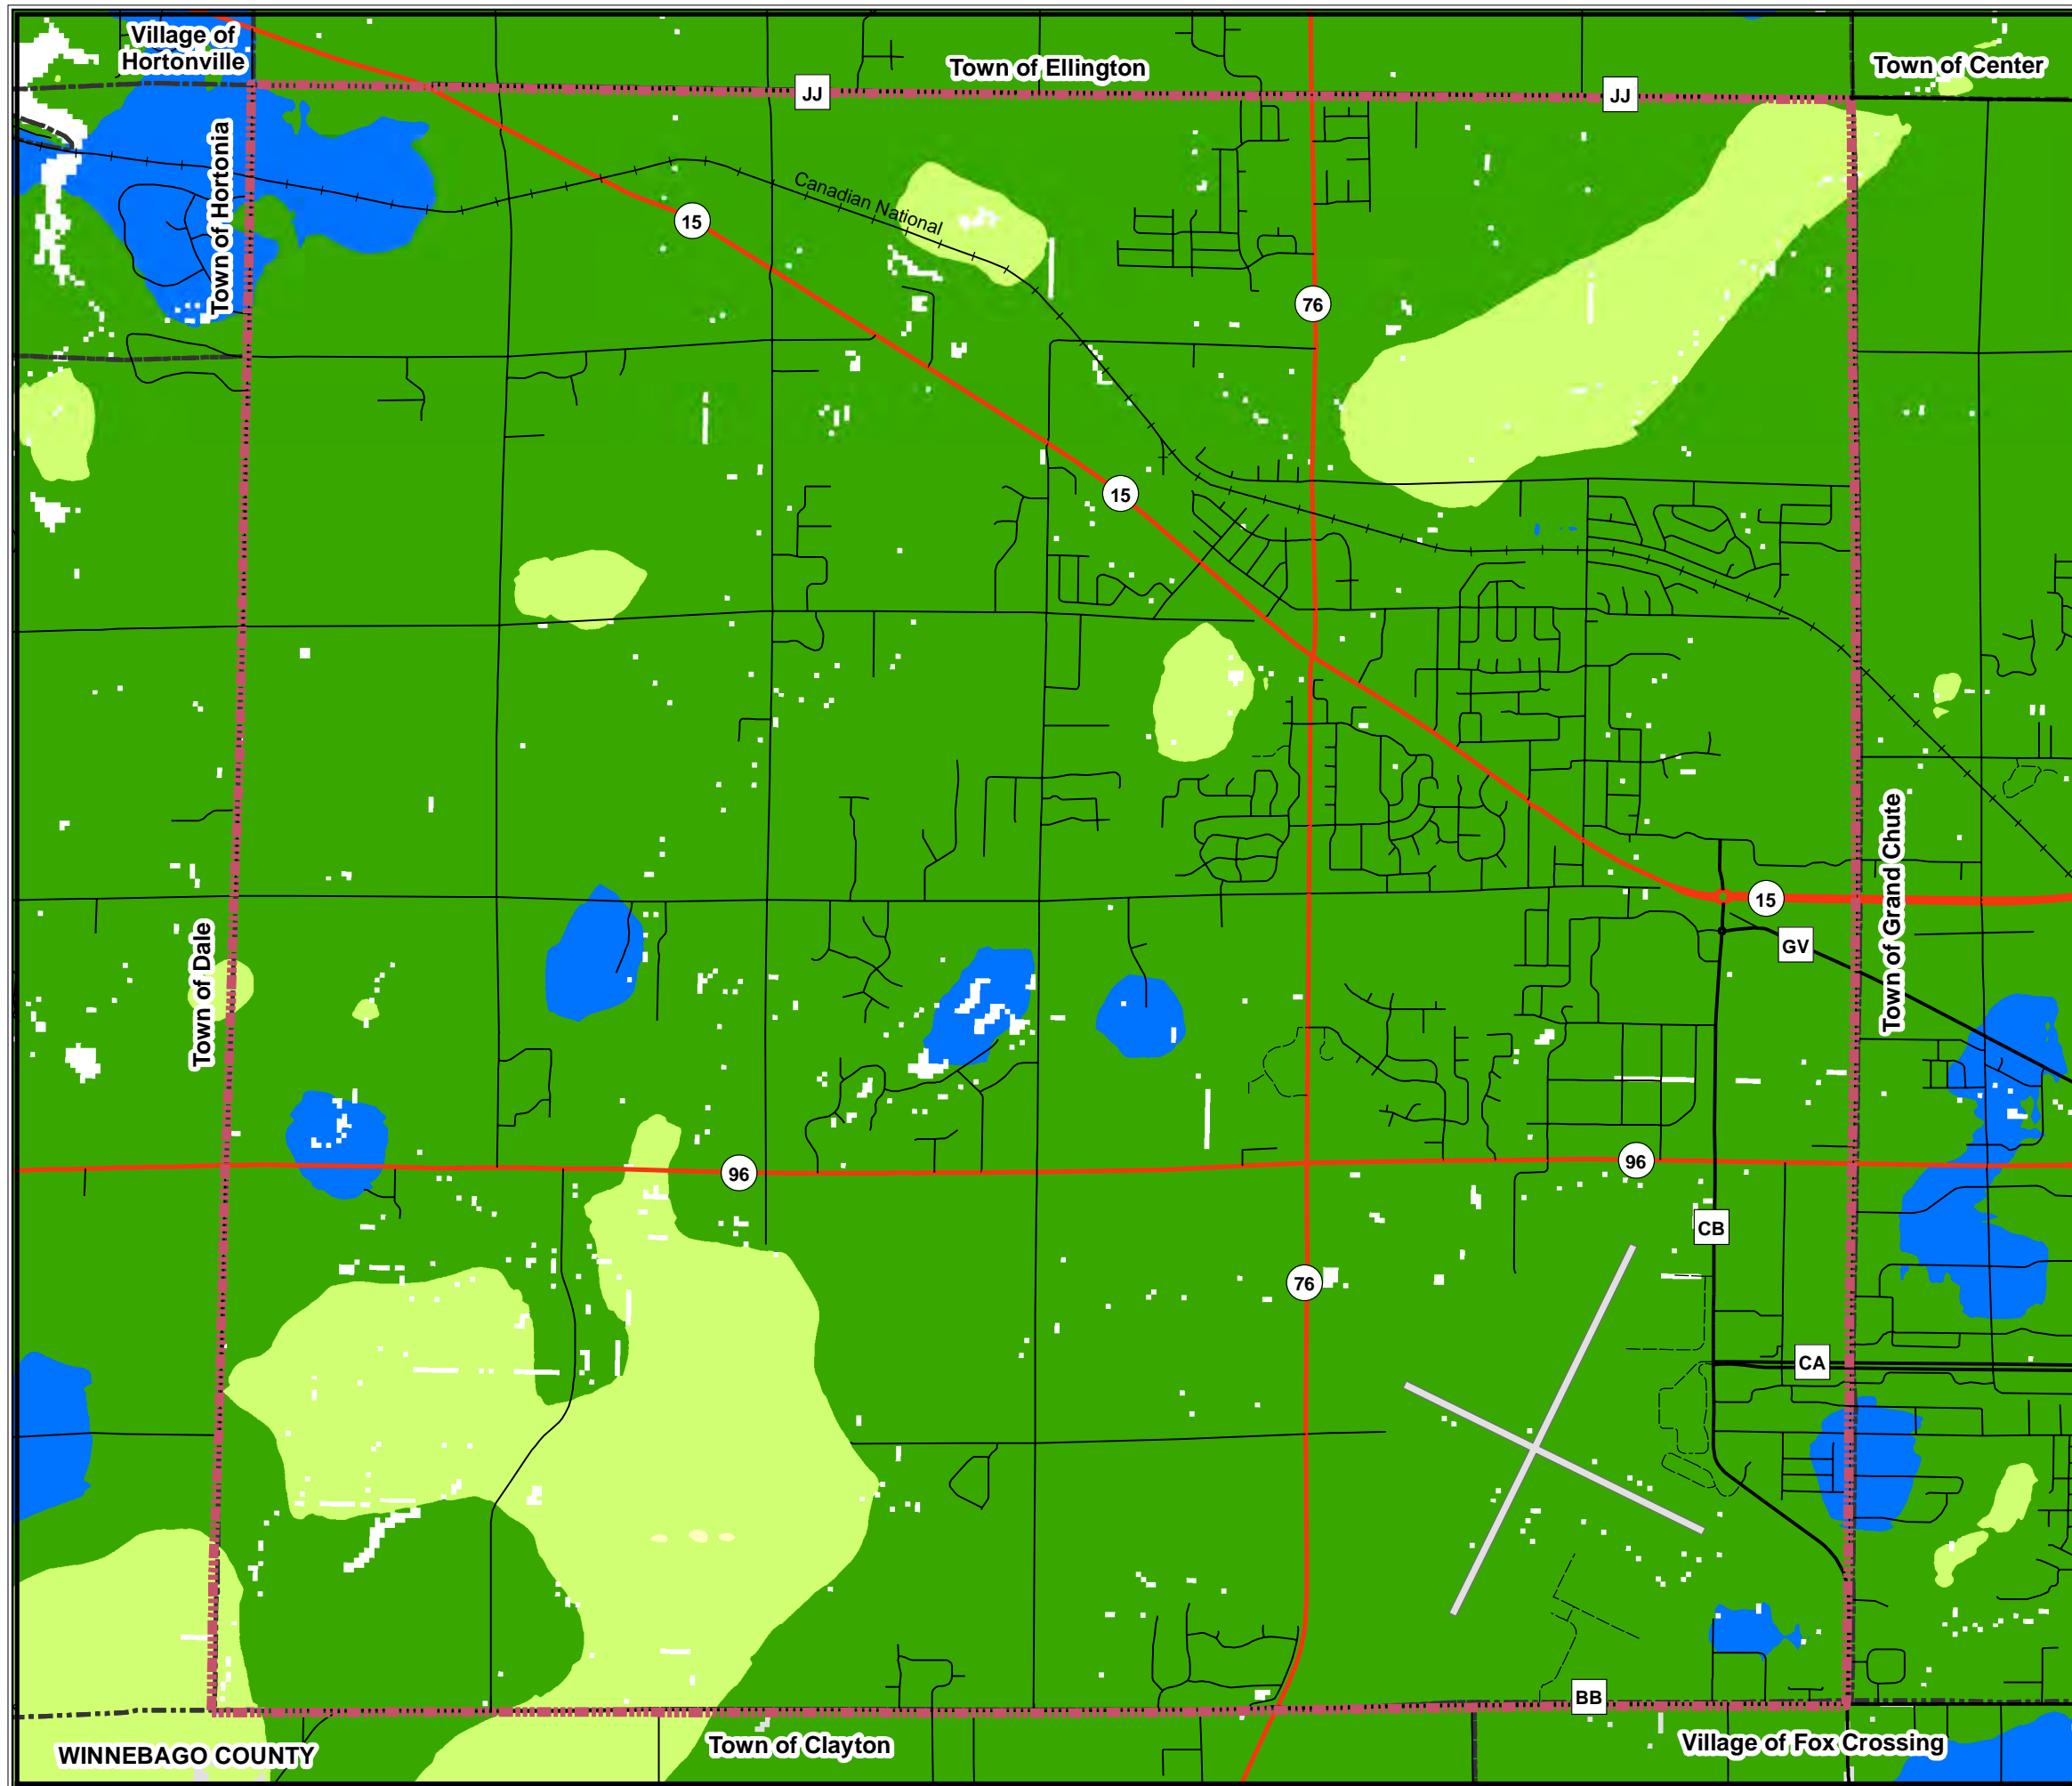 Village of
Hortonville
Town of Ellington
Town of Center
JJ
JJ
Town of Hortonia
Canadian National
15
76
15
15
GV
Town of Grand Chute
Town of Dale
96
96
CB
76
CA
BB
WINNEBAGO COUNTY
Town of Clayton
Village of Fox Crossing